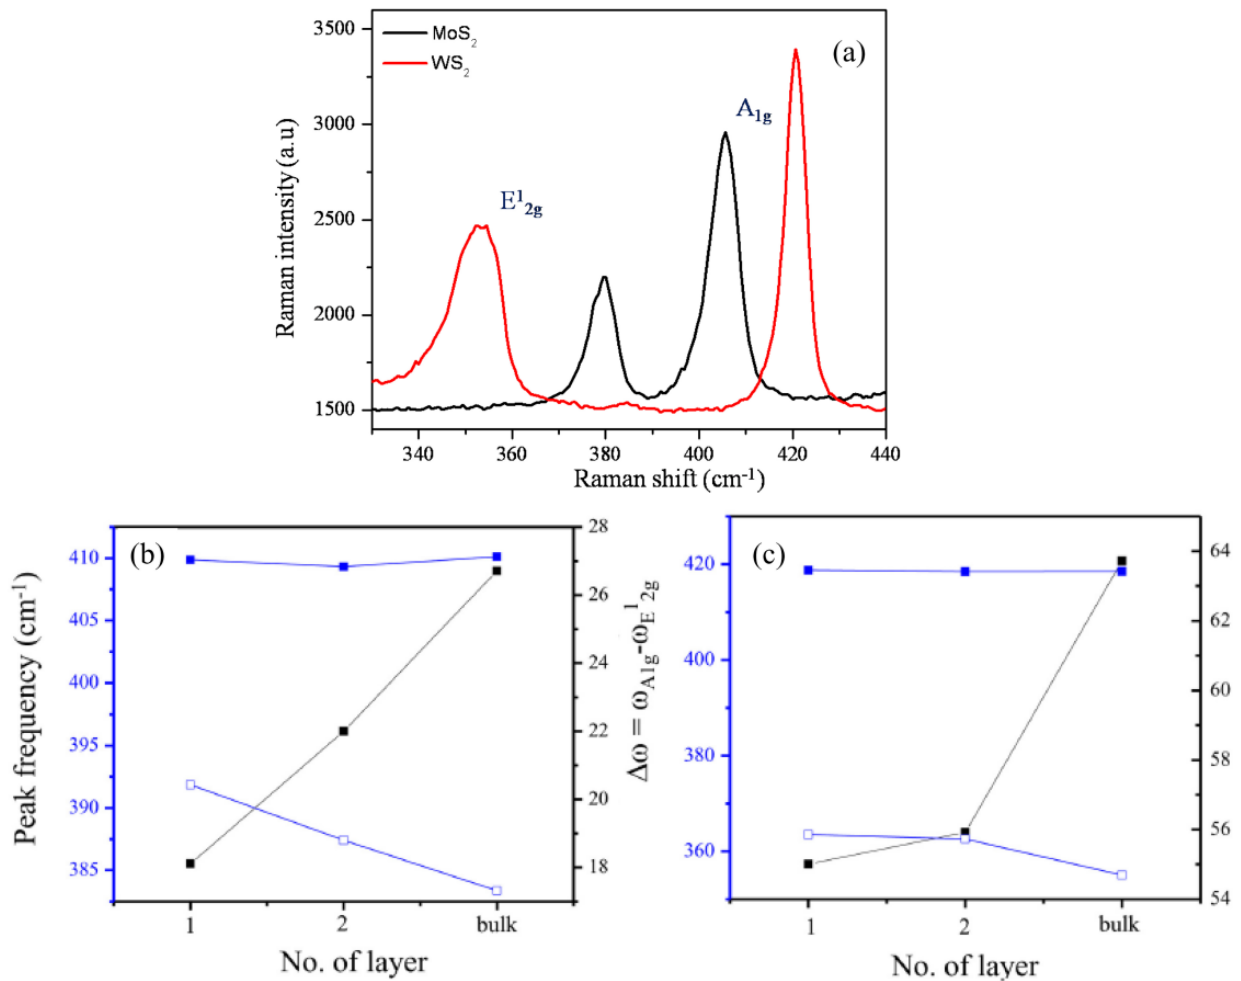 3500
3000
2500
2000
1500
Raman intensity (a.u)
MoS₂
WS₂
(a)
A₁g
E¹₂g
340 360 380 400 420 440
Raman shift (cm⁻¹)
(b)
410
405
400
395
390
385
Peak frequency (cm⁻¹)
28
26
24
22
20
18
Δω = ω_A1g-ω_E¹2g
1 2 bulk
No. of layer
(c)
420
400
380
360
64
62
60
58
56
54
1 2 bulk
No. of layer